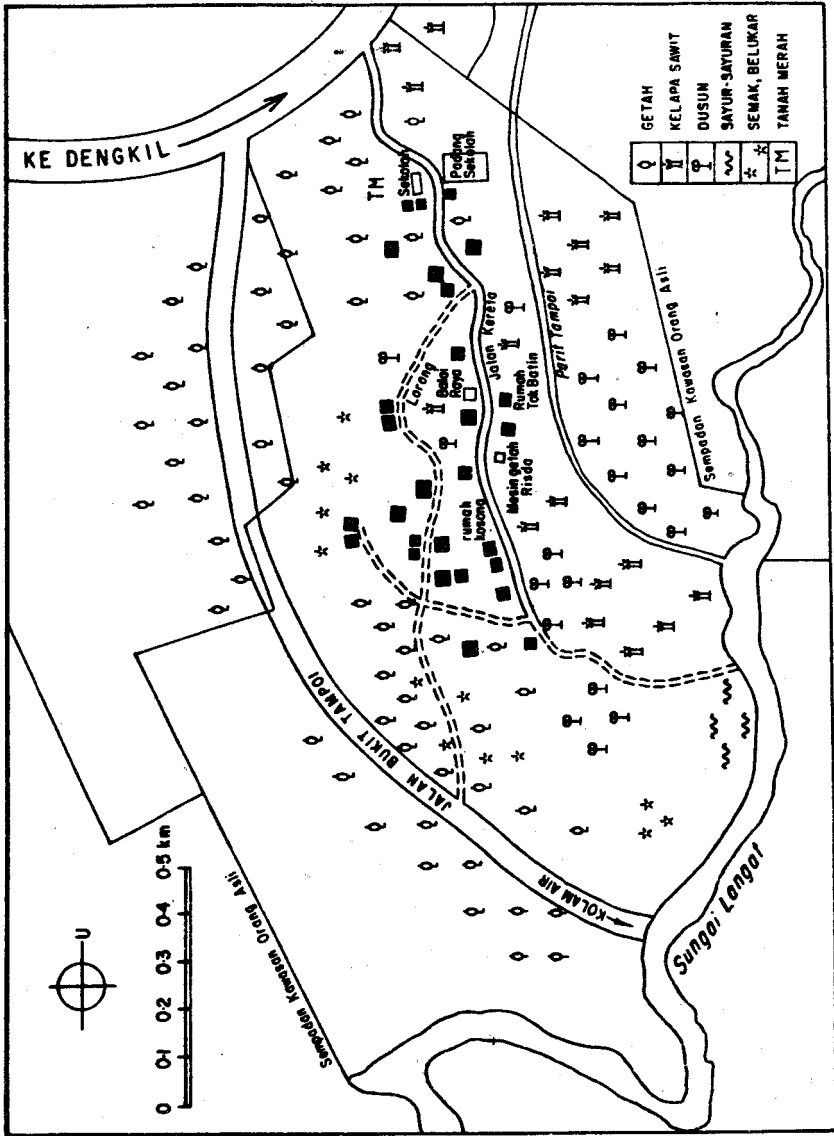 KE DENGKIL
U
0 0·1 0·2 0·3 0·4 0·5 km
Sempadan Kawasan Orang Asli
JALAN BUKIT TAMPOI
KOLAM AIR
Sungai Langat
TM
Sekolah
Padang
Sekolah
Lorong
Balai
Raya
Jalan Kereta
Rumah
Tok Batin
Mesin getah
Risda
rumah
kosong
Parit Tampoi
Sempadan Kawasan Orang Asli
GETAH
KELAPA SAWIT
DUSUN
SAYUR-SAYURAN
SEMAK, BELUKAR
TM TANAH MERAH